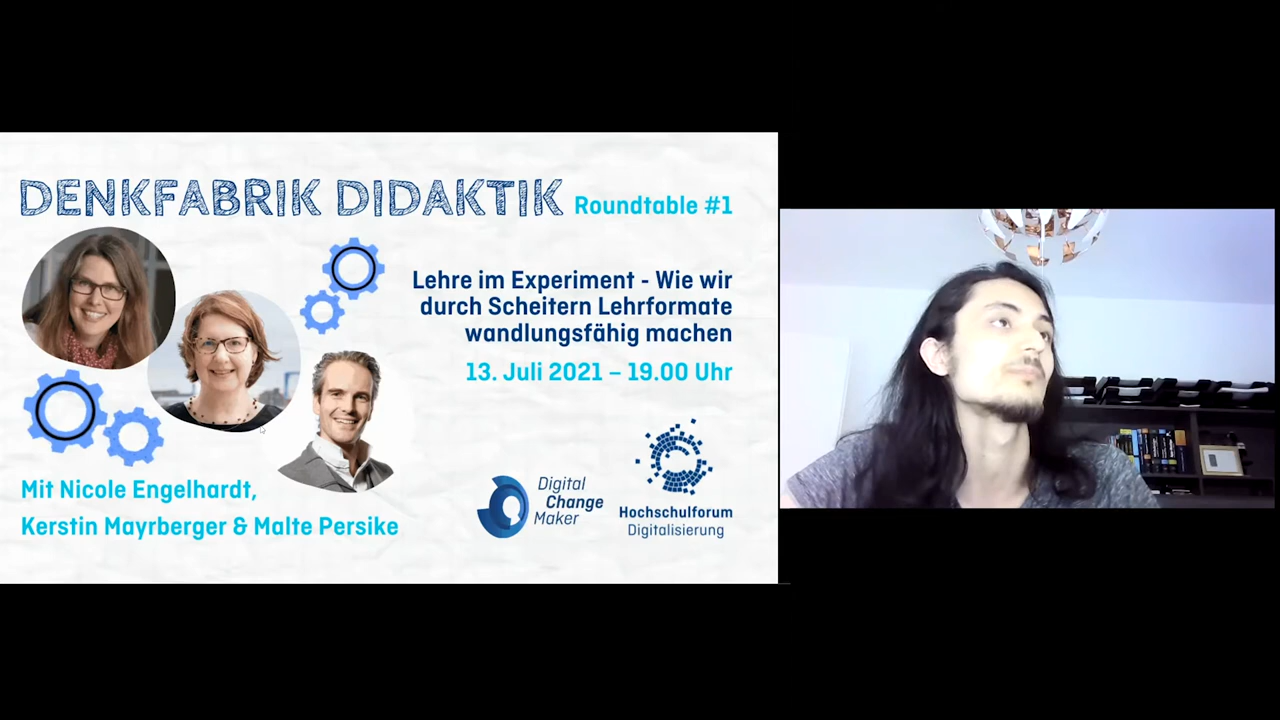 DENKFABRIK DIDAKTIK Roundtable #1
Lehre im Experiment - Wie wir
durch Scheitern Lehrformate
wandlungsfähig machen
13. Juli 2021 – 19.00 Uhr
Mit Nicole Engelhardt,
Kerstin Mayrberger & Malte Persike
Digital
Change
Maker
Hochschulforum
Digitalisierung